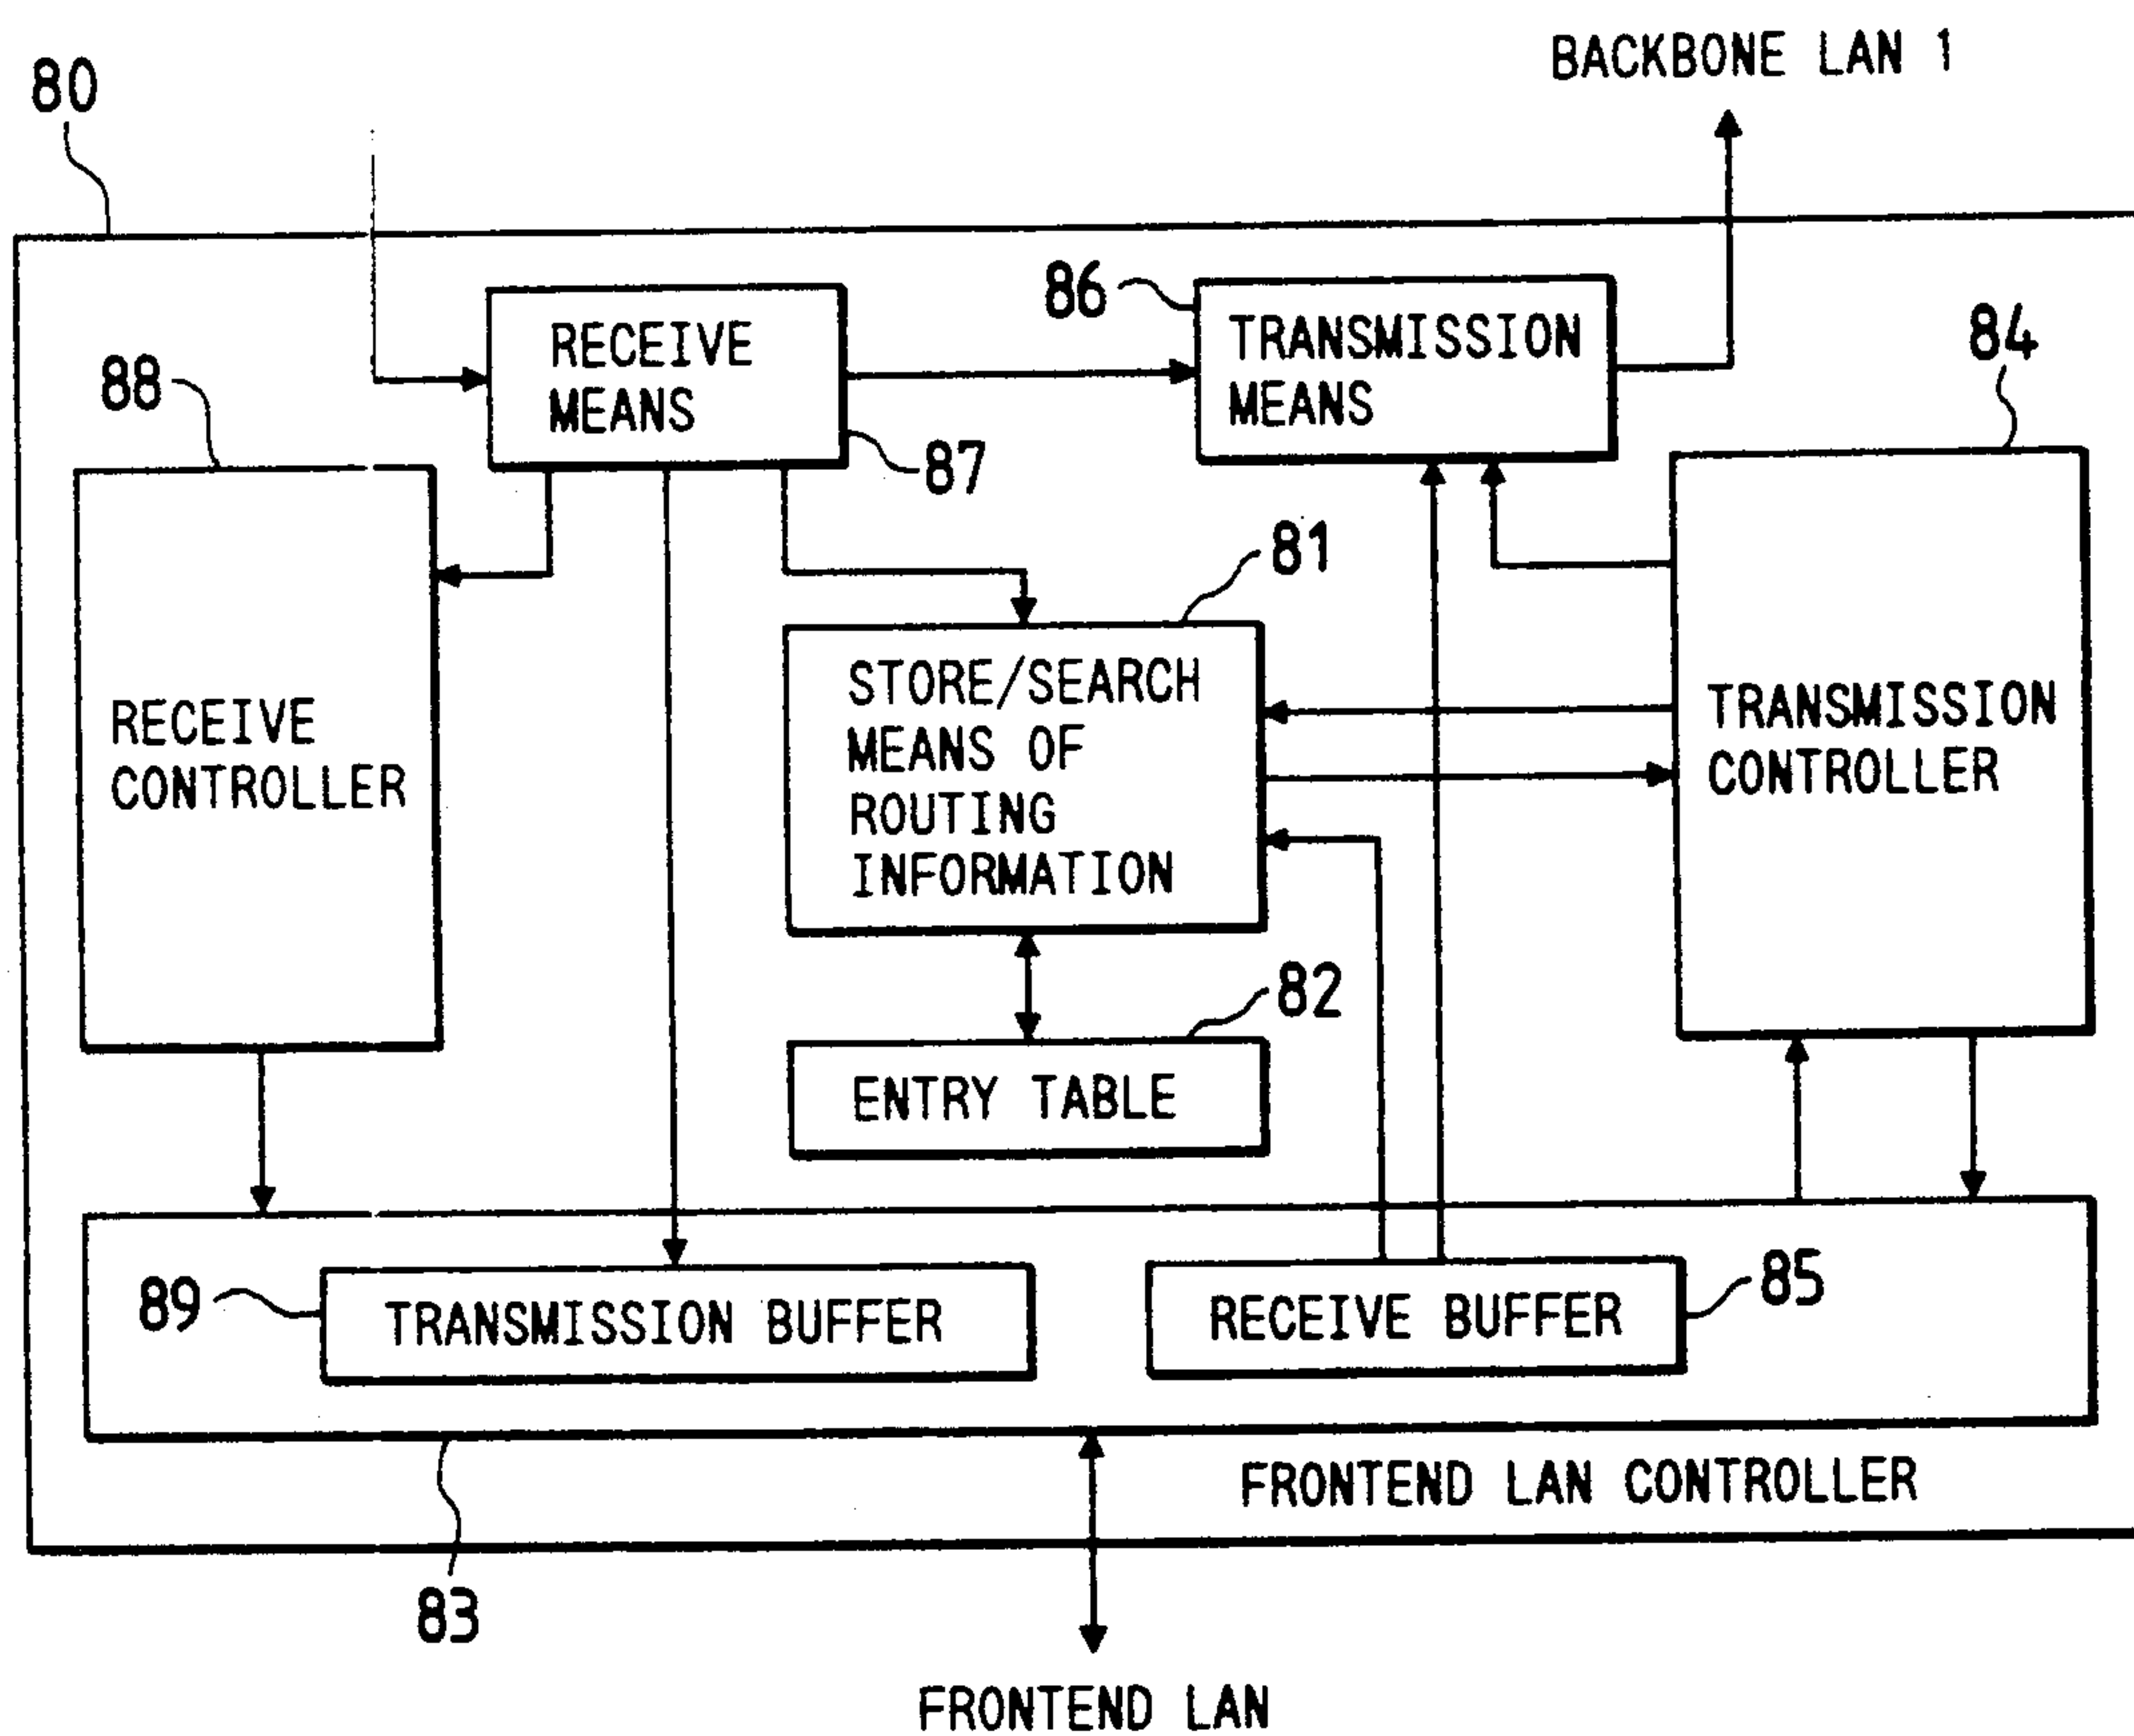 BACKBONE LAN 1
80
86
TRANSMISSION
MEANS
84
RECEIVE
MEANS
88
87
81
STORE/SEARCH
MEANS OF
ROUTING
INFORMATION
RECEIVE
CONTROLLER
TRANSMISSION
CONTROLLER
82
ENTRY TABLE
89
TRANSMISSION BUFFER
RECEIVE BUFFER
85
FRONTEND LAN CONTROLLER
83
FRONTEND LAN